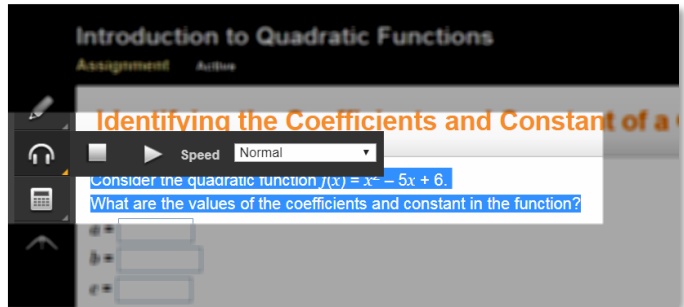 Introduction to Quadratic Functions
Assignment Active
Identifying the Coefficients and Constant of a
Speed Normal
Consider the quadratic function f(x) = x² – 5x + 6.
What are the values of the coefficients and constant in the function?
a =
b =
c =